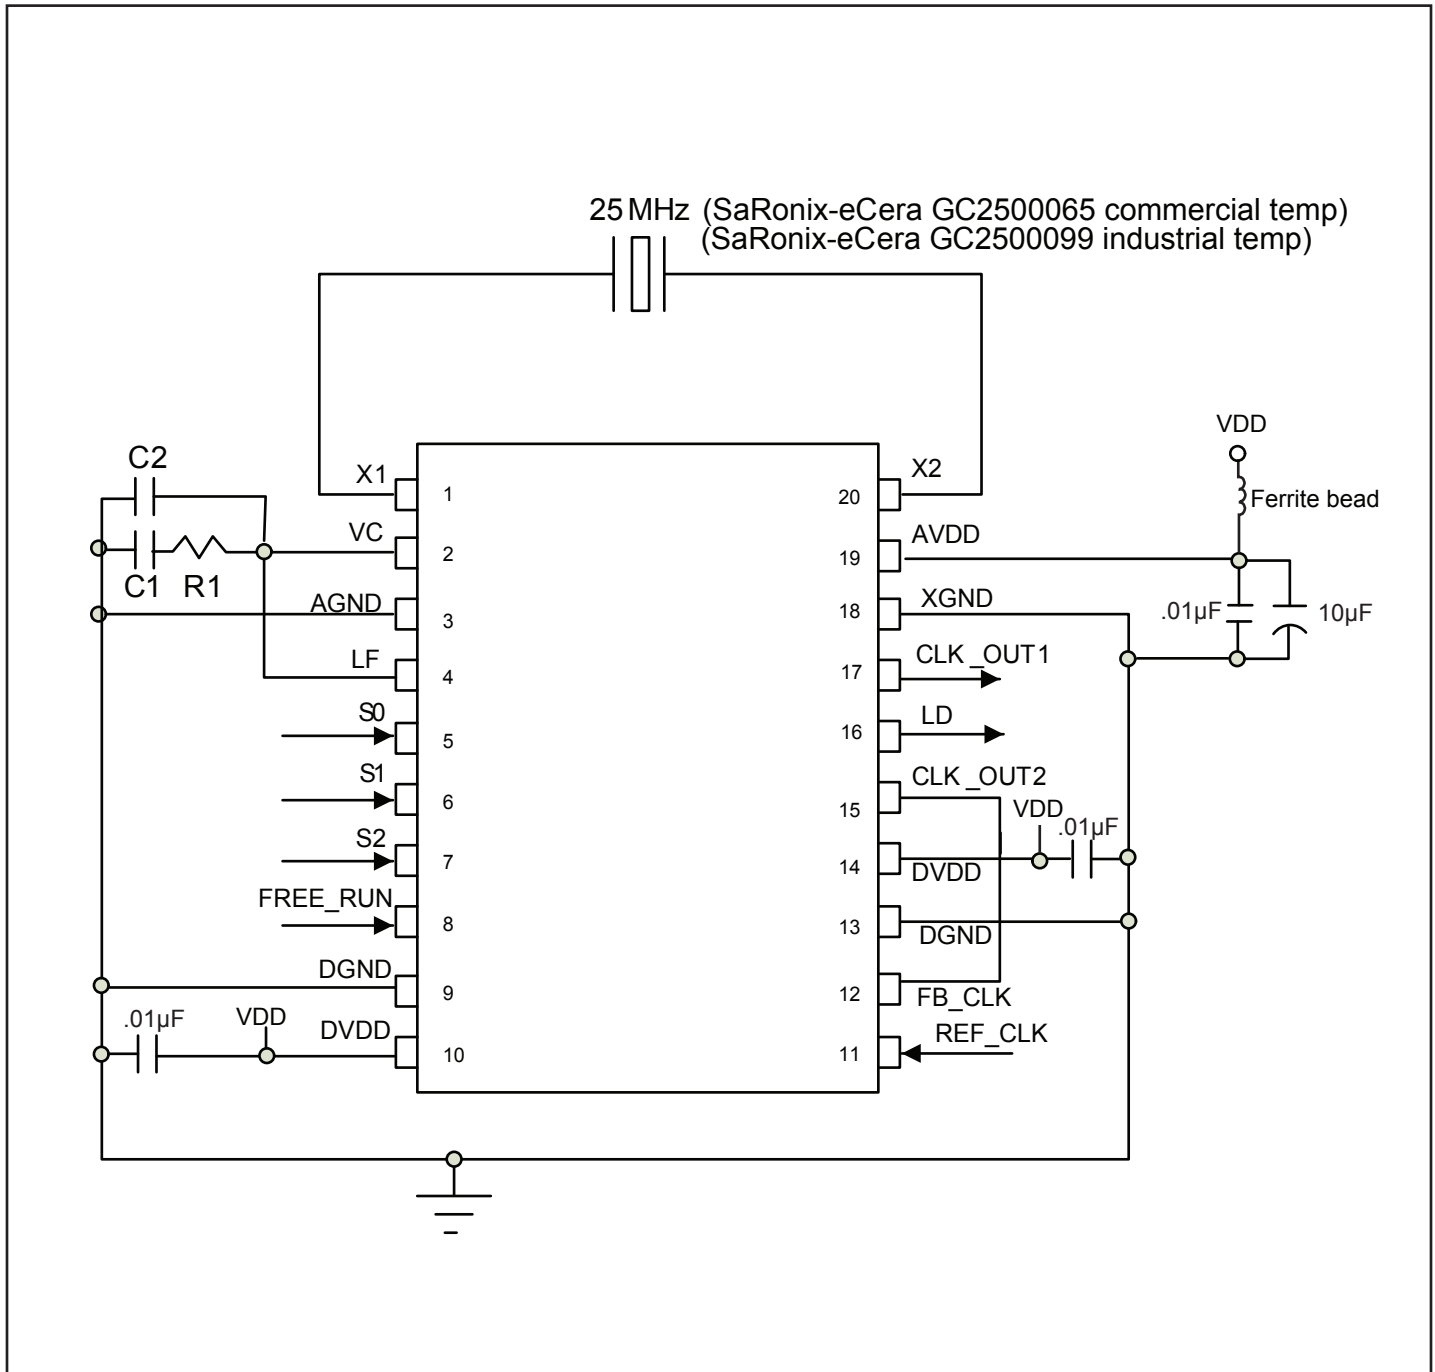 25 MHz (SaRonix-eCera GC2500065 commercial temp)
(SaRonix-eCera GC2500099 industrial temp)
VDD
Ferrite bead
.01µF
10µF
C2
C1
R1
X1
1
VC
2
AGND
3
LF
4
S0
5
S1
6
S2
7
FREE_RUN
8
DGND
9
.01µF
VDD
DVDD
10
X2
20
AVDD
19
XGND
18
CLK_OUT1
17
LD
16
CLK_OUT2
15
VDD
.01µF
14
DVDD
13
DGND
12
FB_CLK
REF_CLK
11